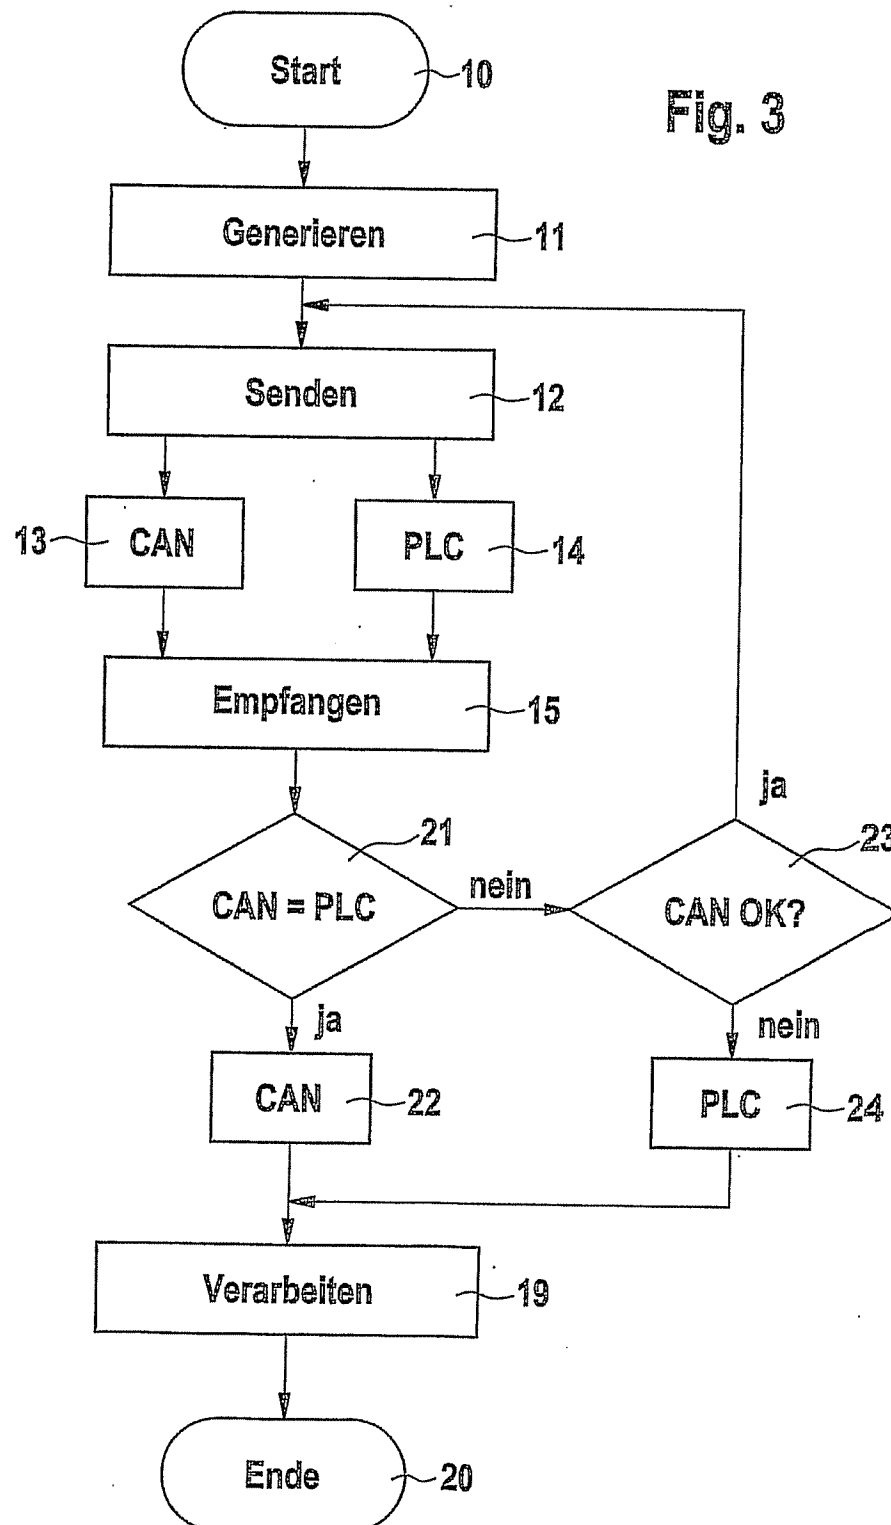 Start
10
Fig. 3
Generieren
11
Senden
12
13
CAN
PLC
14
Empfangen
15
ja
21
23
CAN = PLC
nein
CAN OK?
ja
nein
CAN
22
PLC
24
Verarbeiten
19
Ende
20